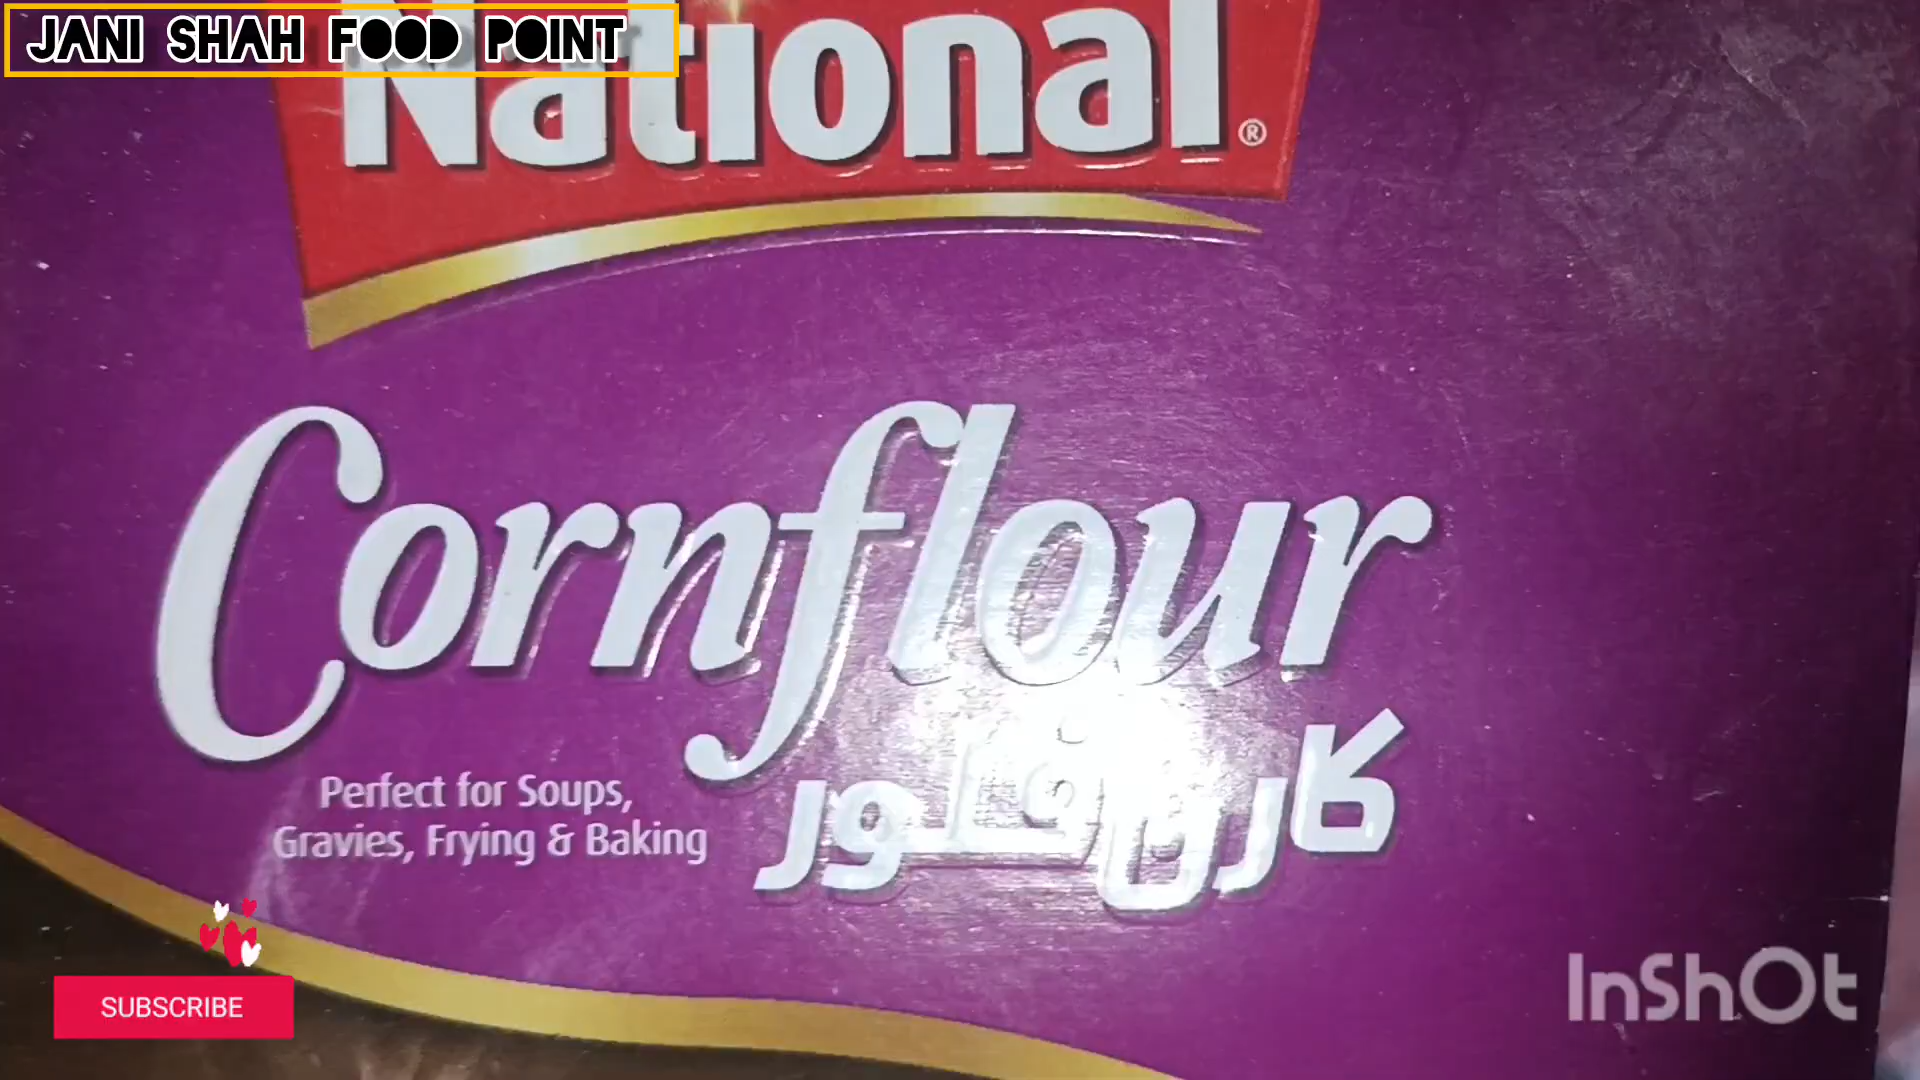 JANI SHAH FOOD POINT
National®
Cornflour
Perfect for Soups,
Gravies, Frying & Baking
کارن فلور
SUBSCRIBE
InShOt